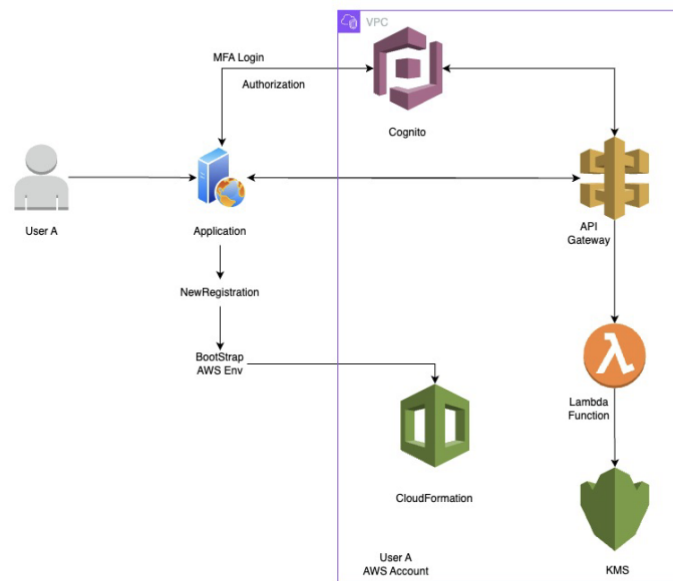 VPC
MFA Login
Authorization
Cognito
User A
Application
API
Gateway
NewRegistration
BootStrap
AWS Env
Lambda
Function
CloudFormation
User A
AWS Account
KMS